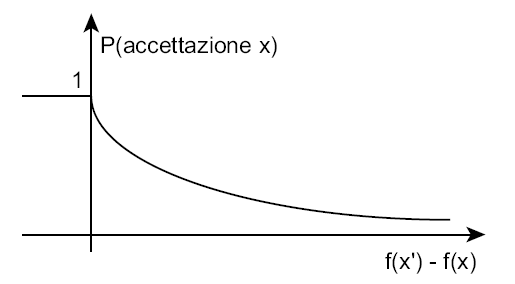 P(accettazione x)
1
f(x') - f(x)